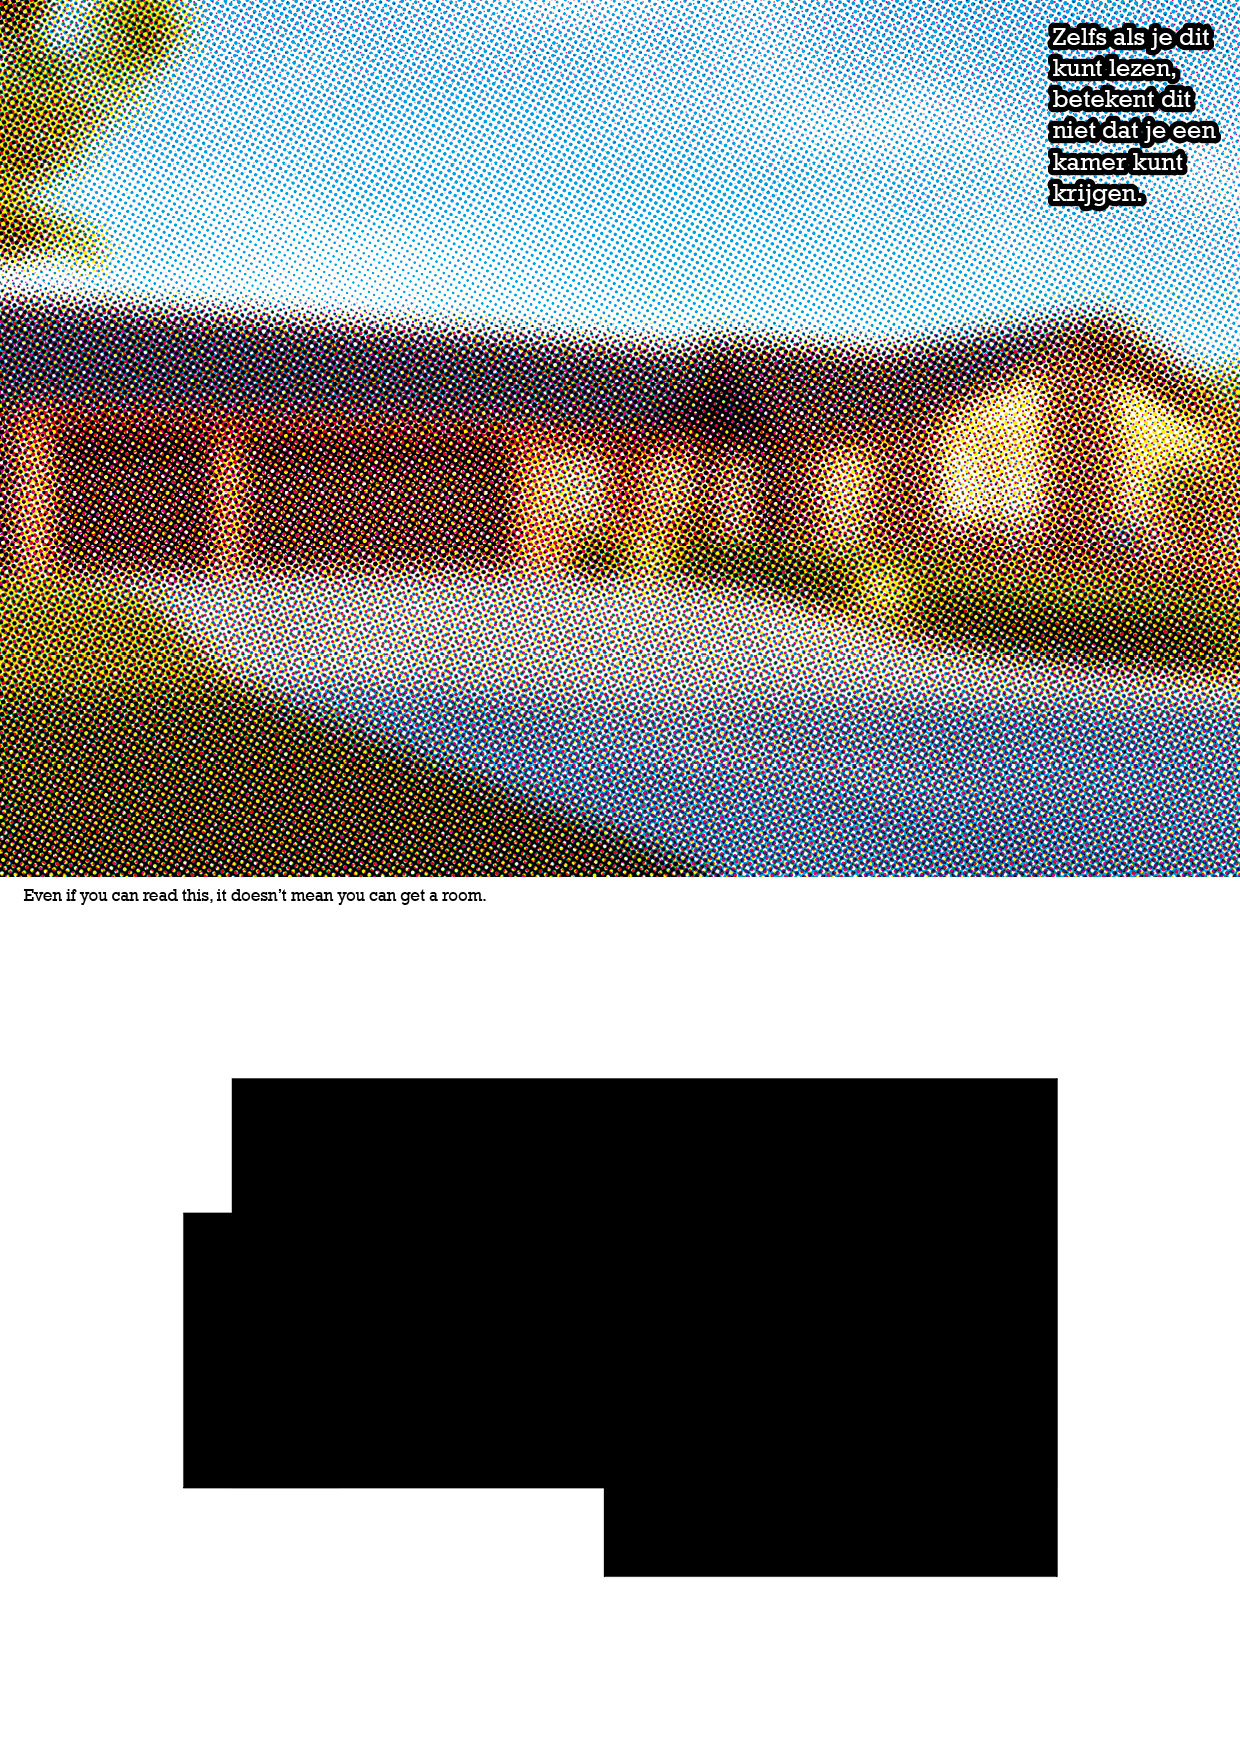 Zelfs als je dit
kunt lezen,
betekent dit
niet dat je een
kamer kunt
krijgen.
Even if you can read this, it doesn’t mean you can get a room.